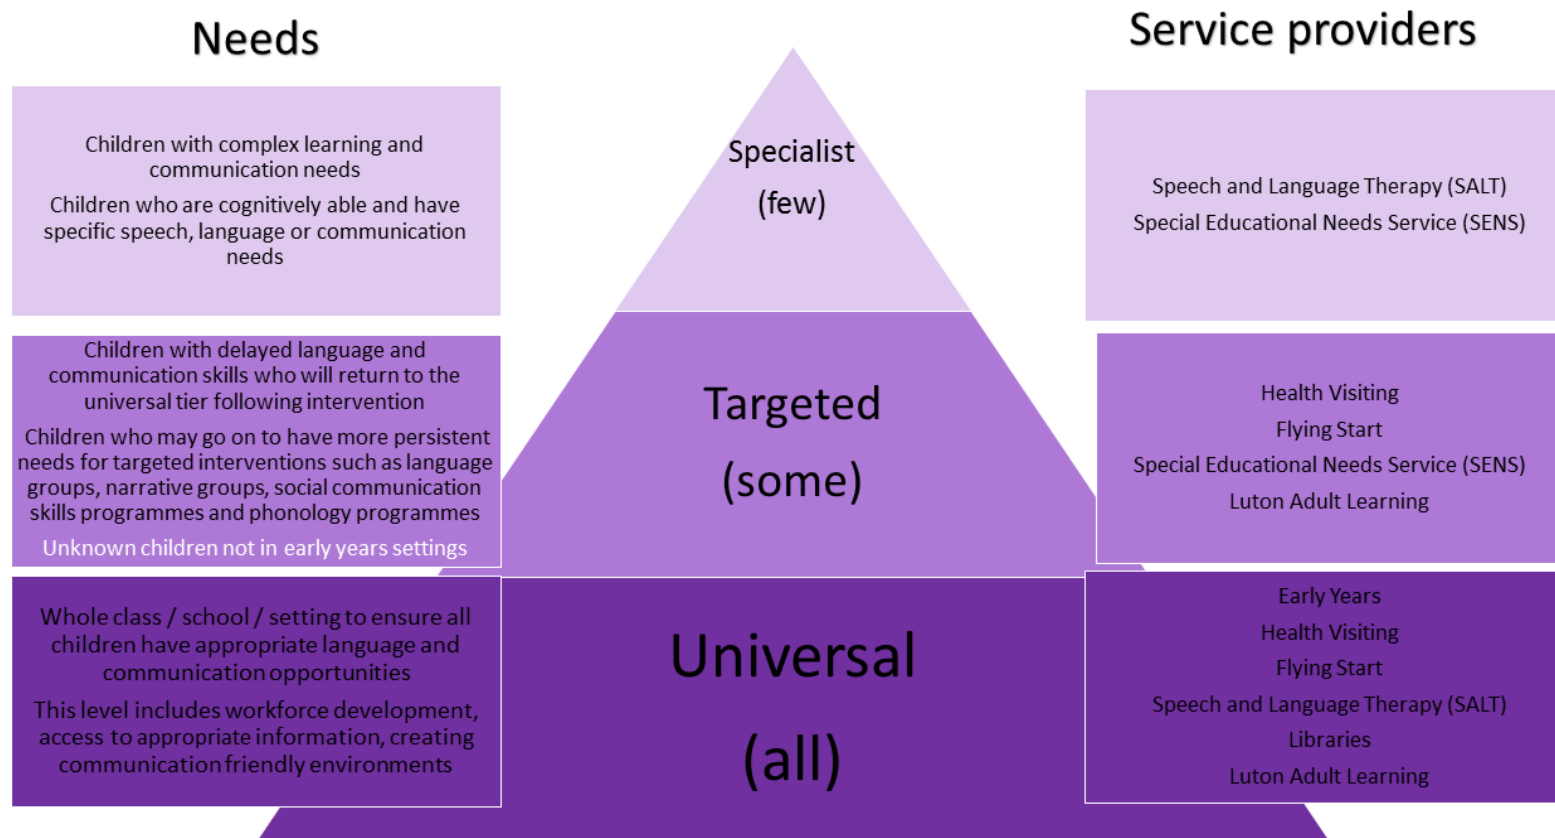 Needs
Children with complex learning and
communication needs
Children who are cognitively able and have
specific speech, language or communication
needs
Children with delayed language and
communication skills who will return to the
universal tier following intervention
Children who may go on to have more persistent
needs for targeted interventions such as language
groups, narrative groups, social communication
skills programmes and phonology programmes
Unknown children not in early years settings
Whole class / school / setting to ensure all
children have appropriate language and
communication opportunities
This level includes workforce development,
access to appropriate information, creating
communication friendly environments
Specialist
(few)
Targeted
(some)
Universal
(all)
Service providers
Speech and Language Therapy (SALT)
Special Educational Needs Service (SENS)
Health Visiting
Flying Start
Special Educational Needs Service (SENS)
Luton Adult Learning
Early Years
Health Visiting
Flying Start
Speech and Language Therapy (SALT)
Libraries
Luton Adult Learning